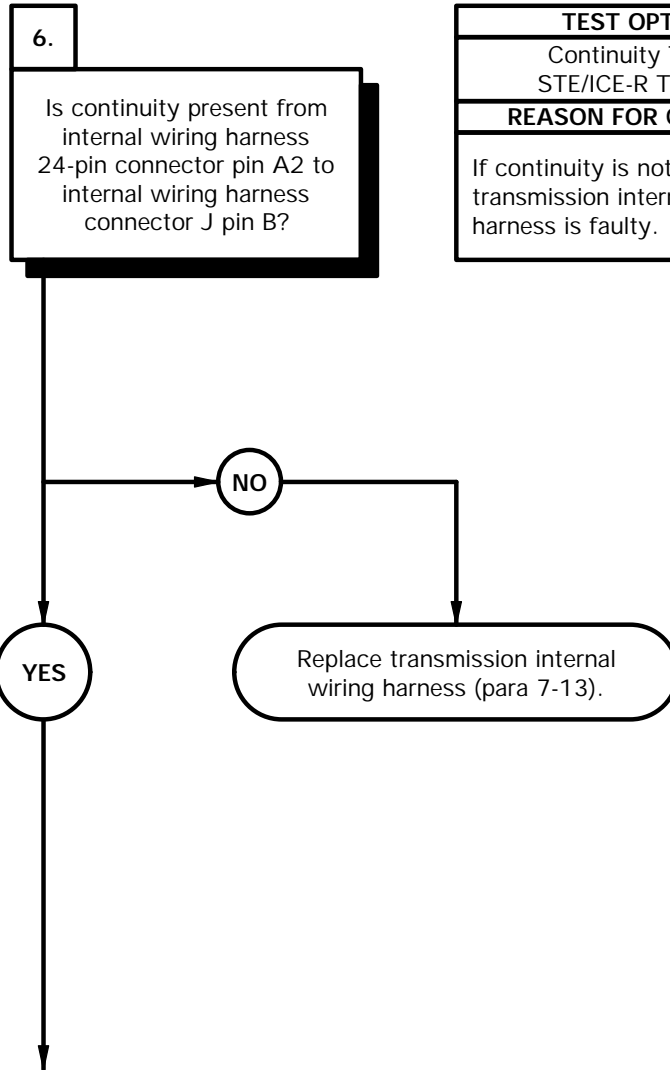 6.
Is continuity present from
internal wiring harness
24-pin connector pin A2 to
internal wiring harness
connector J pin B?
TEST OPT
Continuity
STE/ICE-R T
REASON FOR
If continuity is not
transmission intern
harness is faulty.
NO
YES
Replace transmission internal
wiring harness (para 7-13).